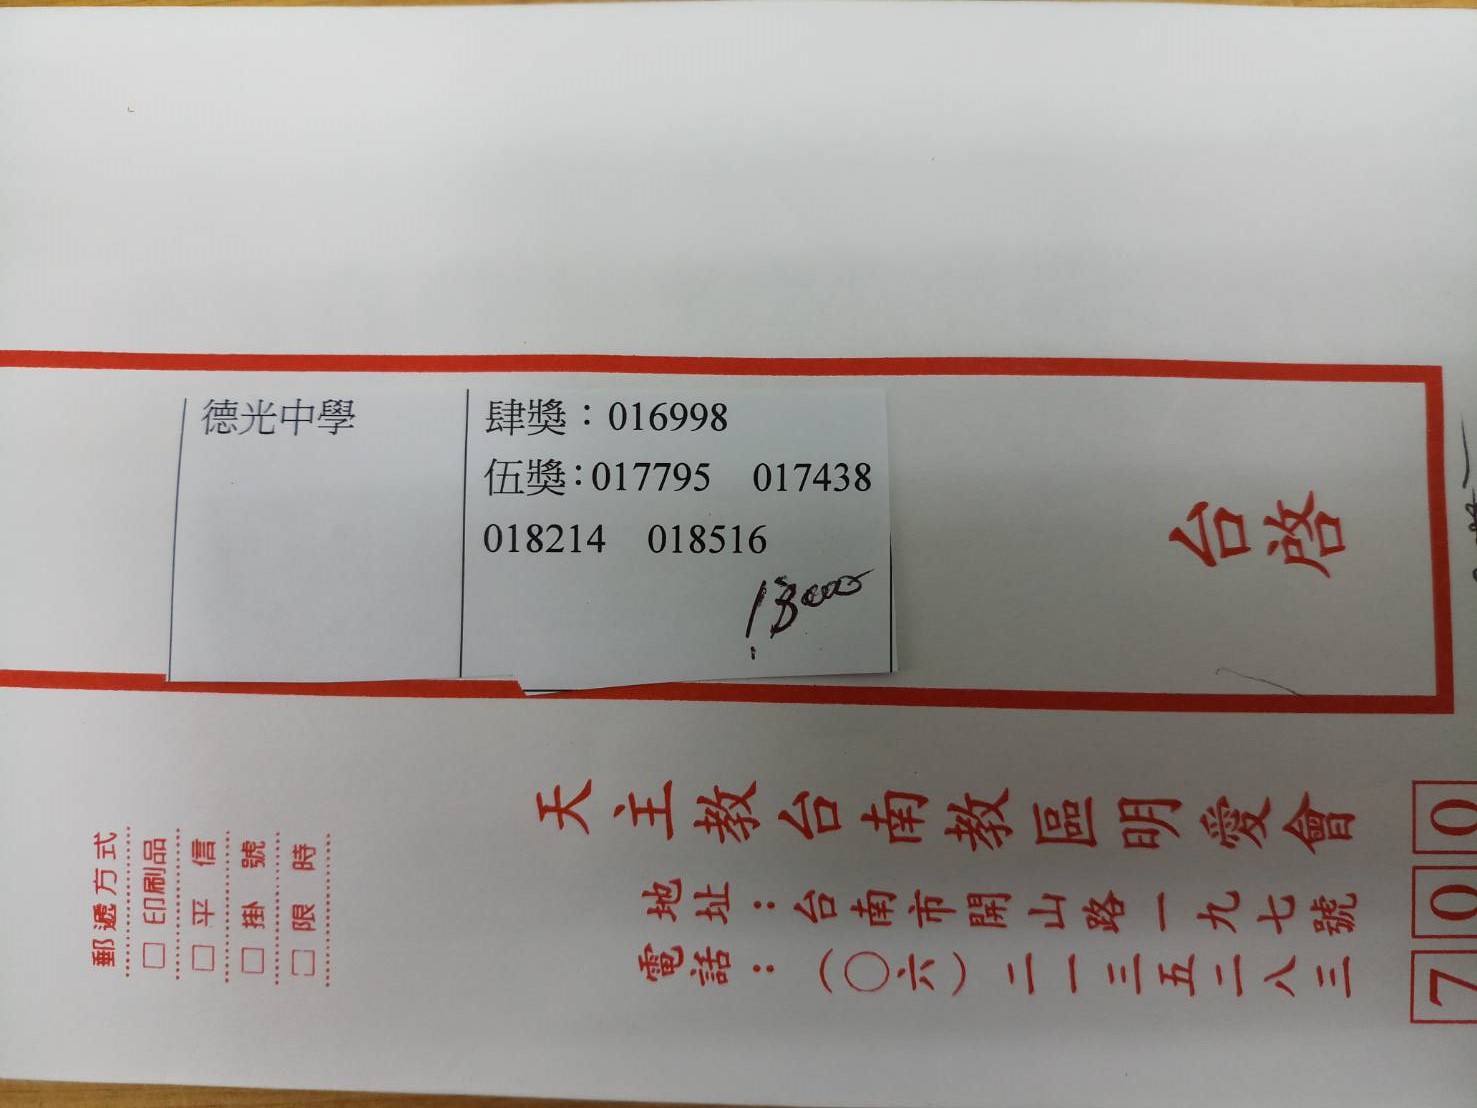 德光中學
肆獎：016998
伍獎：017795 017438
018214 018516
13000
台啓
天主教台南教區明愛會
地址：台南市開山路一九七號
電話：（〇六）二一三五二八三
700
郵遞方式
□印刷品
□平信
□掛號
□限時